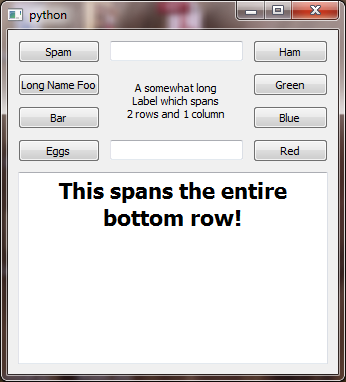 python
Spam
Ham
Long Name Foo
A somewhat long
Label which spans
2 rows and 1 column
Green
Bar
Blue
Eggs
Red
This spans the entire
bottom row!